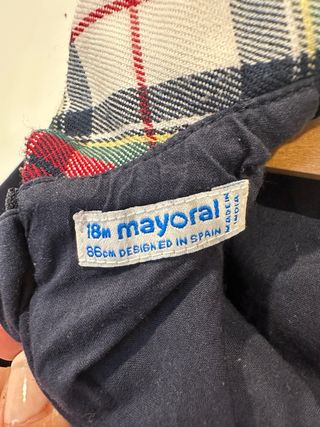 18m mayoral
86cm DESIGNED IN SPAIN
MADE IN
INDIA